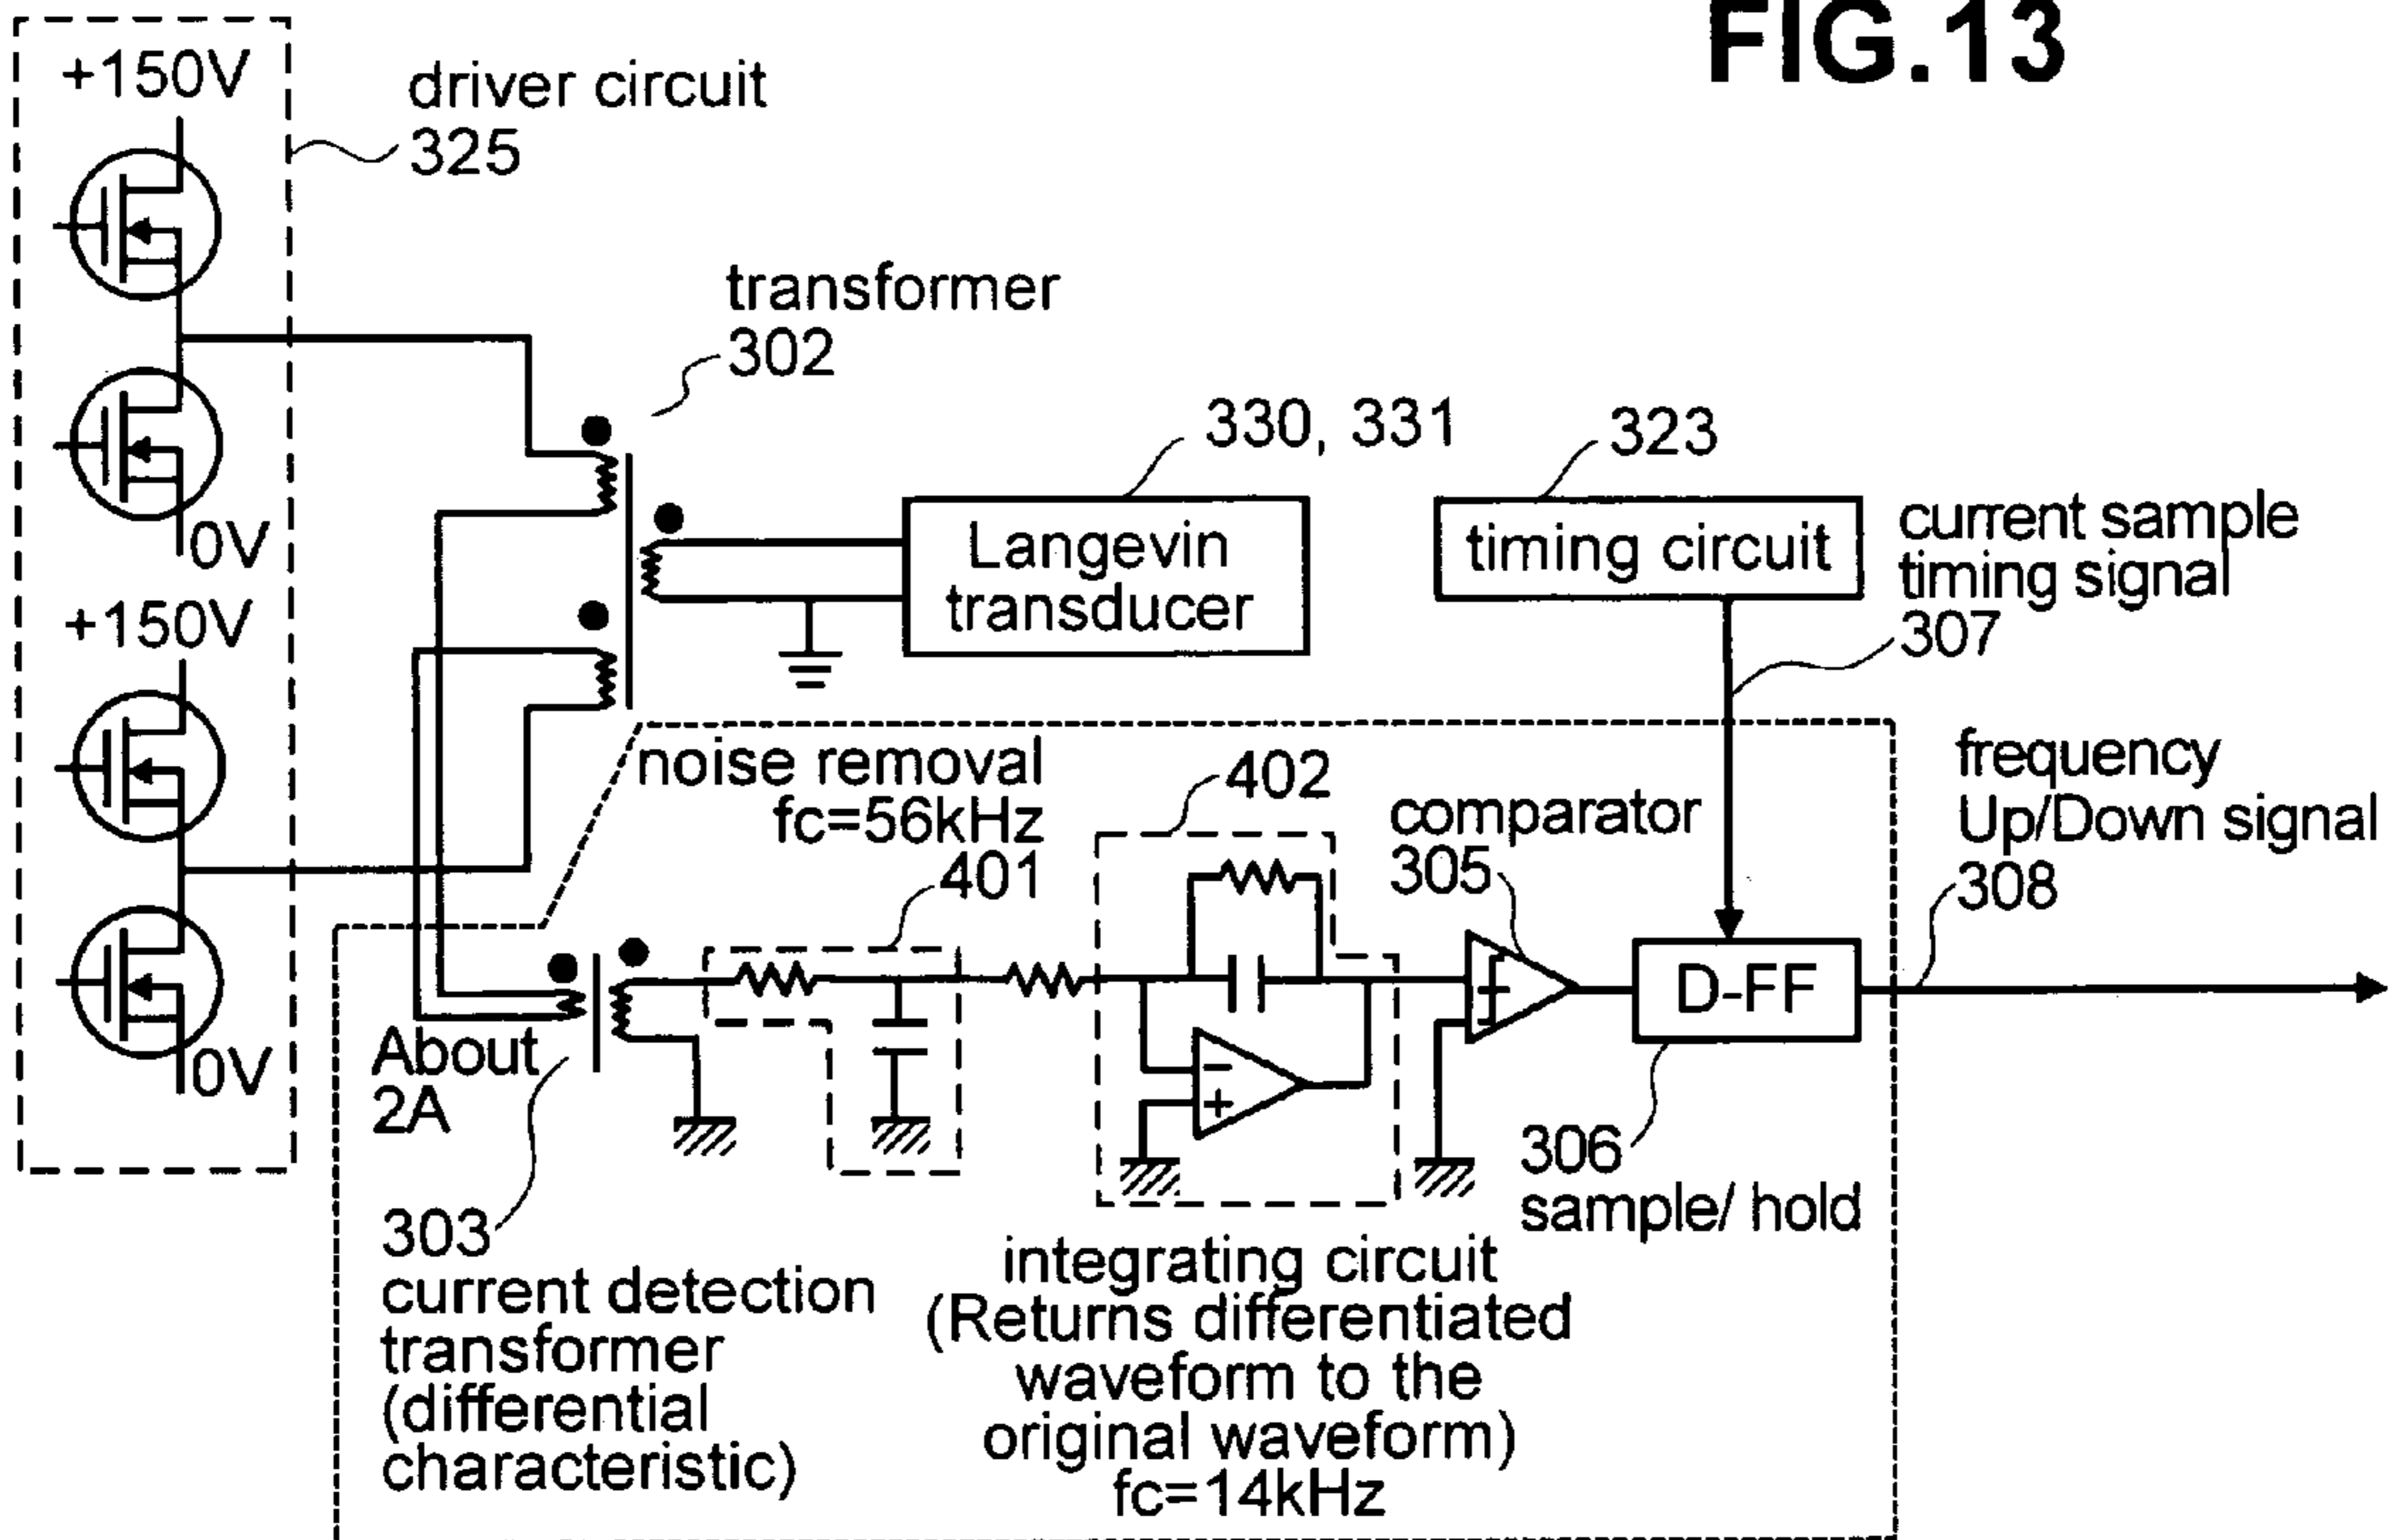 FIG.13
+150V
driver circuit
325
0V
+150V
0V
transformer
302
330, 331
Langevin
transducer
323
timing circuit
current sample
timing signal
307
noise removal
fc=56kHz
401
402
comparator
305
frequency
Up/Down signal
308
About
2A
-
+
D-FF
306
sample/ hold
303
current detection
transformer
(differential
characteristic)
integrating circuit
(Returns differentiated
waveform to the
original waveform)
fc=14kHz